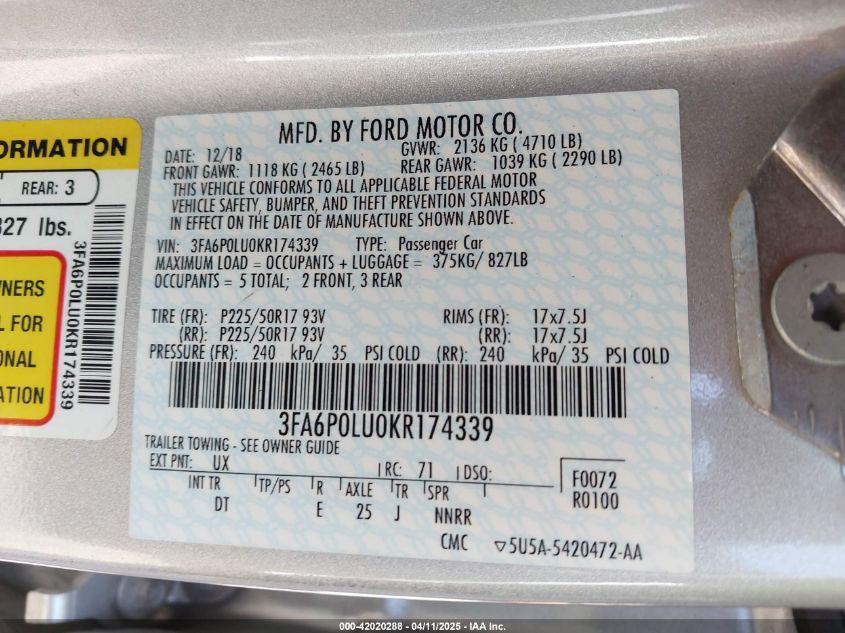 ORMATION
REAR: 3
327 lbs.
3FA6P0LU0KR174339
NERS
L FOR
ONAL
ATION
MFD. BY FORD MOTOR CO.
DATE: 12/18 GVWR: 2136 KG ( 4710 LB)
FRONT GAWR: 1118 KG ( 2465 LB) REAR GAWR: 1039 KG ( 2290 LB)
THIS VEHICLE CONFORMS TO ALL APPLICABLE FEDERAL MOTOR
VEHICLE SAFETY, BUMPER, AND THEFT PREVENTION STANDARDS
IN EFFECT ON THE DATE OF MANUFACTURE SHOWN ABOVE.
VIN: 3FA6P0LU0KR174339 TYPE: Passenger Car
MAXIMUM LOAD = OCCUPANTS + LUGGAGE = 375KG/ 827LB
OCCUPANTS = 5 TOTAL; 2 FRONT, 3 REAR
TIRE (FR): P225/50R17 93V RIMS (FR): 17x7.5J
(RR): P225/50R17 93V (RR): 17x7.5J
PRESSURE (FR): 240 kPa/ 35 PSI COLD (RR): 240 kPa/ 35 PSI COLD
3FA6P0LU0KR174339
TRAILER TOWING - SEE OWNER GUIDE
EXT PNT: UX RC: 71 DSO: F0072
INT TR TP/PS R AXLE TR SPR R0100
DT E 25 J NNRR
CMC ▽5U5A-5420472-AA
000-42020288 - 04/11/2025 - IAA Inc.